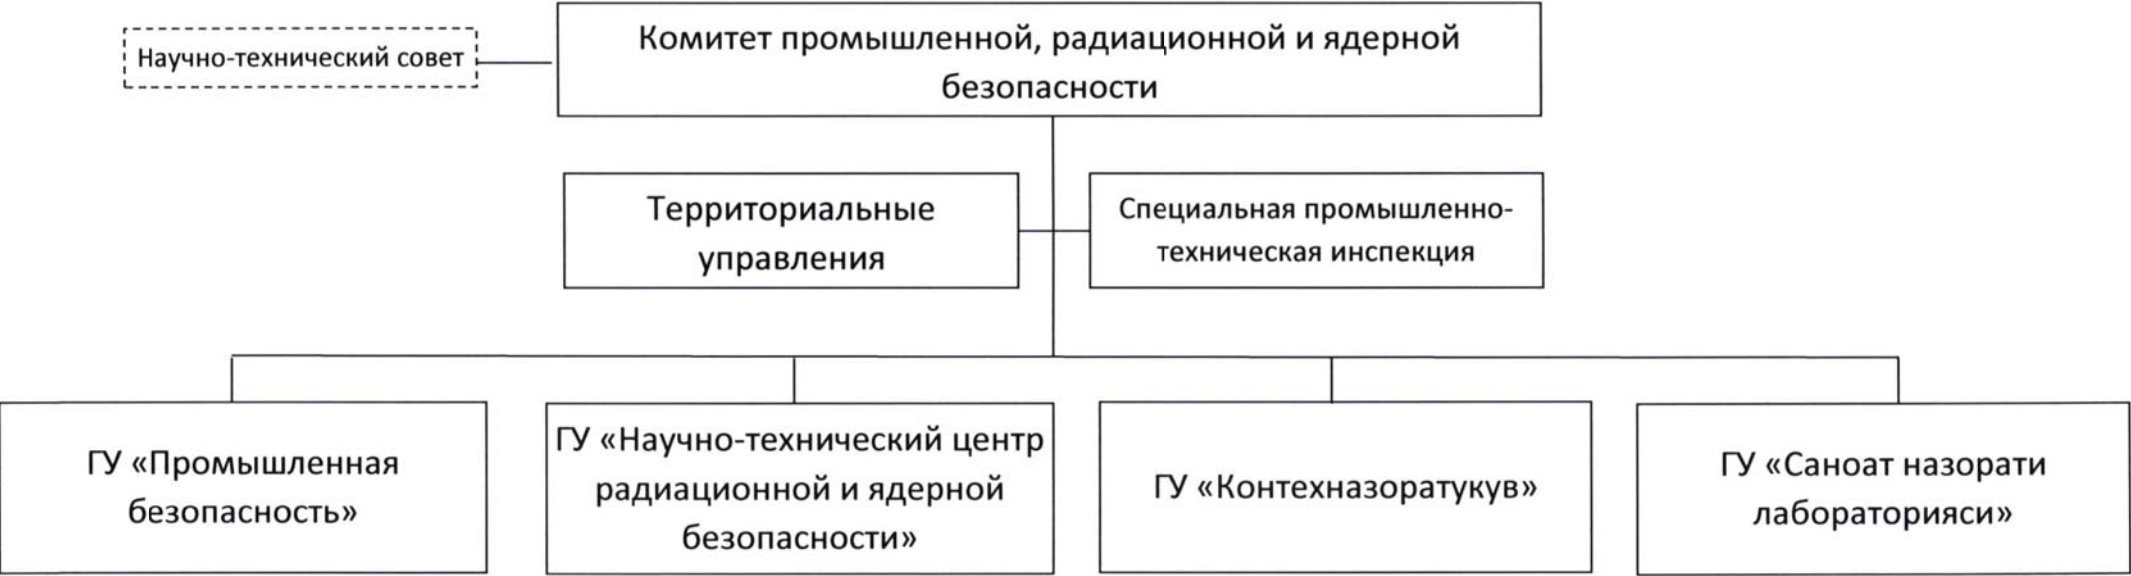 Научно-технический совет
Комитет промышленной, радиационной и ядерной
безопасности
Территориальные
управления
Специальная промышленно-
техническая инспекция
ГУ «Промышленная
безопасность»
ГУ «Научно-технический центр
радиационной и ядерной
безопасности»
ГУ «Контехназоратукув»
ГУ «Саноат назорати
лабораторияси»